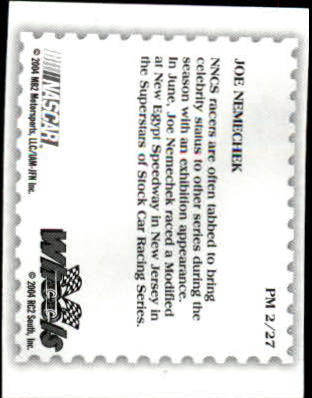 PM 2/27
JOE NEMECHEK
NNCS racers are often tabbed to bring
celebrity status to other series during the
season with an exhibition appearance.
In June, Joe Nemechek raced a Modified
at New Egypt Speedway in New Jersey in
the Superstars of Stock Car Racing Series.
NASCAR
Wheels
© 2004 MB2 Motorsports, LLC/JAM-JFN Inc.
© 2004 RC2 South, Inc.